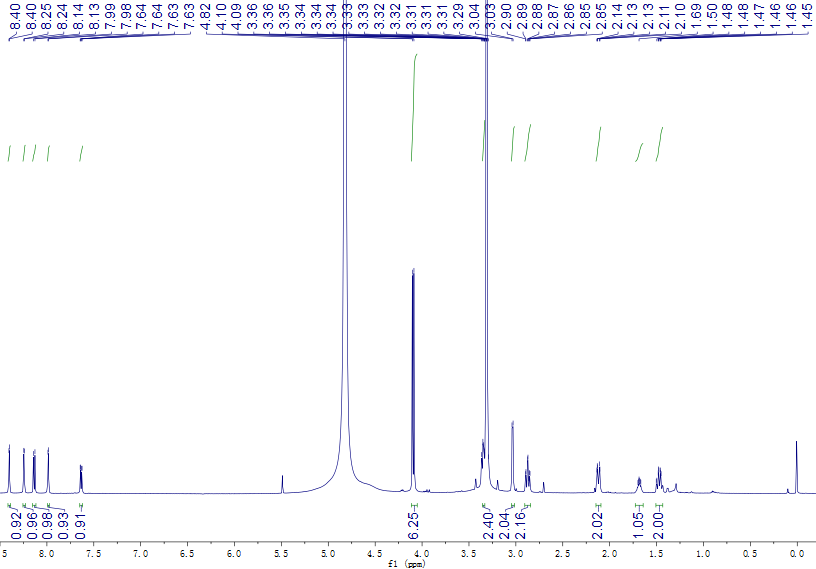 8.40 8.40 8.25 8.24 8.14 8.13 7.99 7.98 7.64 7.64 7.63 7.63 4.82 4.10 4.09 3.36 3.36 3.35 3.34 3.34 3.34 3.33 3.33 3.32 3.32 3.31 3.31 3.31 3.29 3.04 3.03 2.90 2.89 2.88 2.87 2.86 2.85 2.85 2.14 2.13 2.13 2.11 2.10 1.69 1.50 1.48 1.48 1.47 1.46 1.46 1.45
0.92 0.96 0.98 0.93 0.91 6.25 2.40 2.04 2.16 2.02 1.05 2.00
5 8.0 7.5 7.0 6.5 6.0 5.5 5.0 4.5 4.0 3.5 3.0 2.5 2.0 1.5 1.0 0.5 0.0
f1 (ppm)